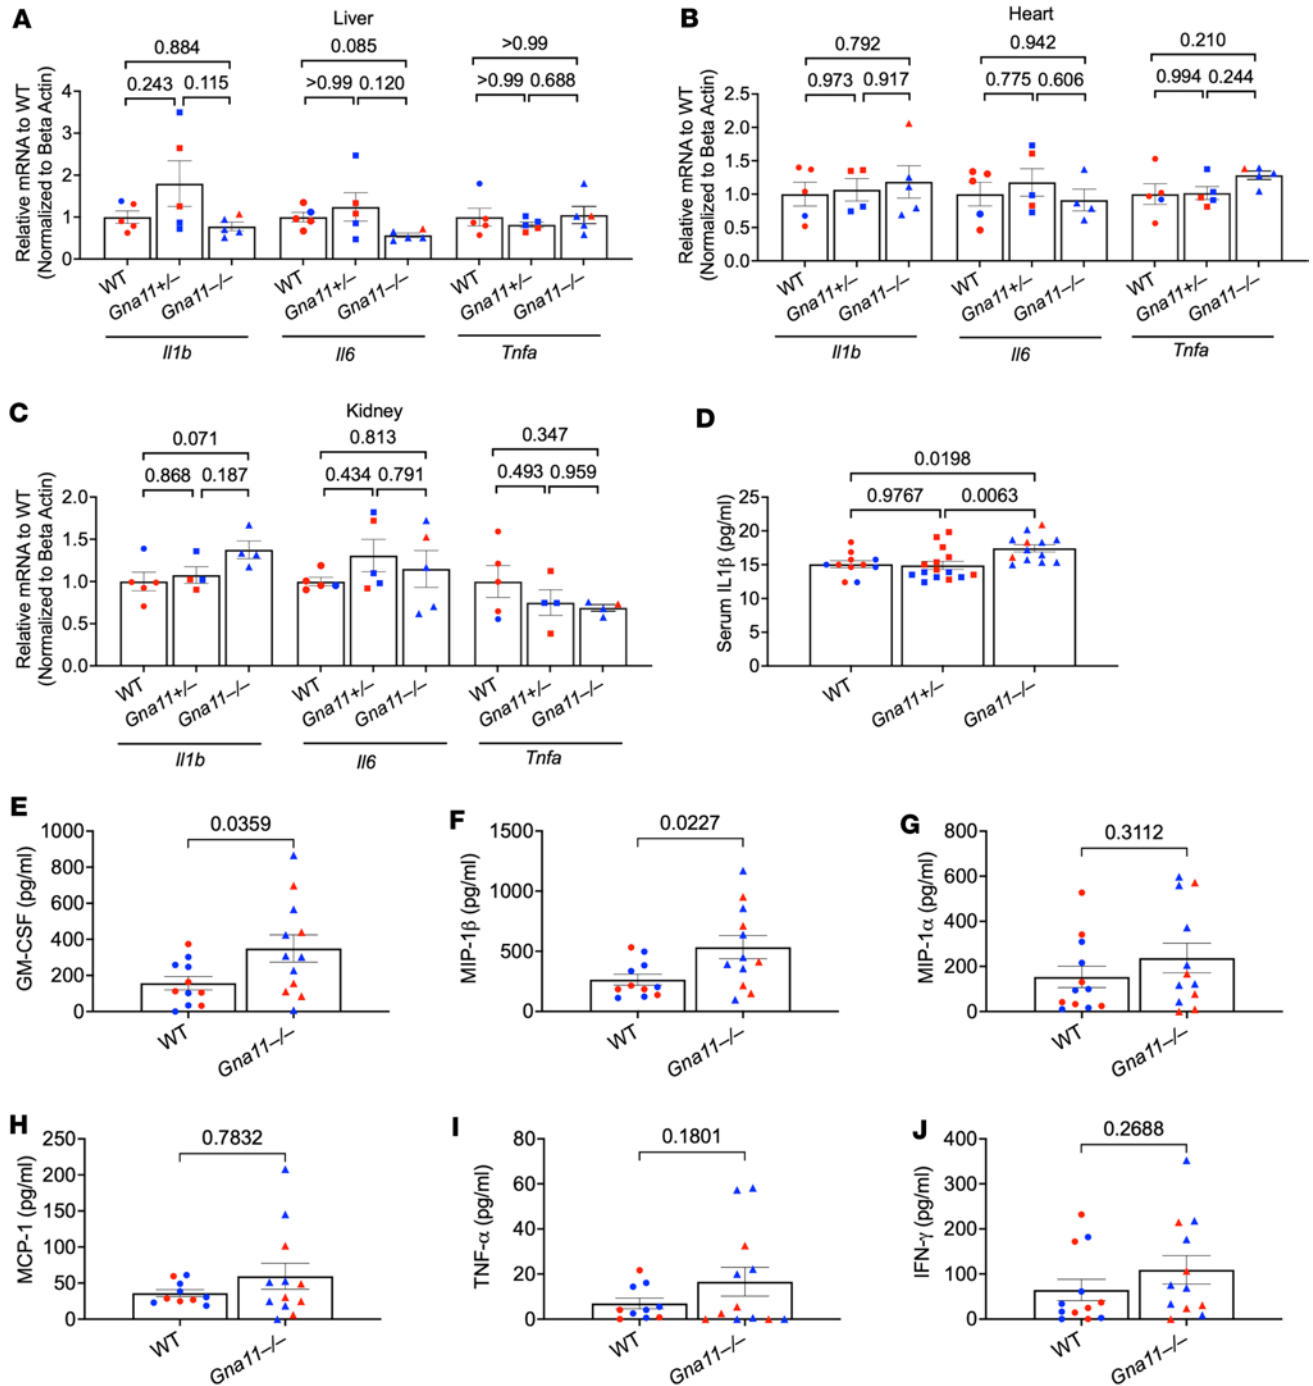 A
Liver
0.884
0.085
>0.99
0.243
0.115
>0.99
0.120
>0.99
0.688
Relative mRNA to WT
(Normalized to Beta Actin)
4
3
2
1
0
WT
Gna11+/–
Gna11–/–
WT
Gna11+/–
Gna11–/–
WT
Gna11+/–
Gna11–/–
Il1b
Il6
Tnfa
B
Heart
0.792
0.942
0.210
0.973
0.917
0.775
0.606
0.994
0.244
Relative mRNA to WT
(Normalized to Beta Actin)
2.5
2.0
1.5
1.0
0.5
0.0
WT
Gna11+/–
Gna11–/–
WT
Gna11+/–
Gna11–/–
WT
Gna11+/–
Gna11–/–
Il1b
Il6
Tnfa
C
Kidney
0.071
0.813
0.347
0.868
0.187
0.434
0.791
0.493
0.959
Relative mRNA to WT
(Normalized to Beta Actin)
2.0
1.5
1.0
0.5
0.0
WT
Gna11+/–
Gna11–/–
WT
Gna11+/–
Gna11–/–
WT
Gna11+/–
Gna11–/–
Il1b
Il6
Tnfa
D
0.0198
0.9767
0.0063
Serum IL1β (pg/ml)
25
20
15
10
5
0
WT
Gna11+/–
Gna11–/–
E
0.0359
GM-CSF (pg/ml)
1000
800
600
400
200
0
WT
Gna11–/–
F
0.0227
MIP-1β (pg/ml)
1500
1000
500
0
WT
Gna11–/–
G
0.3112
MIP-1α (pg/ml)
800
600
400
200
0
WT
Gna11–/–
H
0.7832
MCP-1 (pg/ml)
250
200
150
100
50
0
WT
Gna11–/–
I
0.1801
TNF-α (pg/ml)
80
60
40
20
0
WT
Gna11–/–
J
0.2688
IFN-γ (pg/ml)
400
300
200
100
0
WT
Gna11–/–